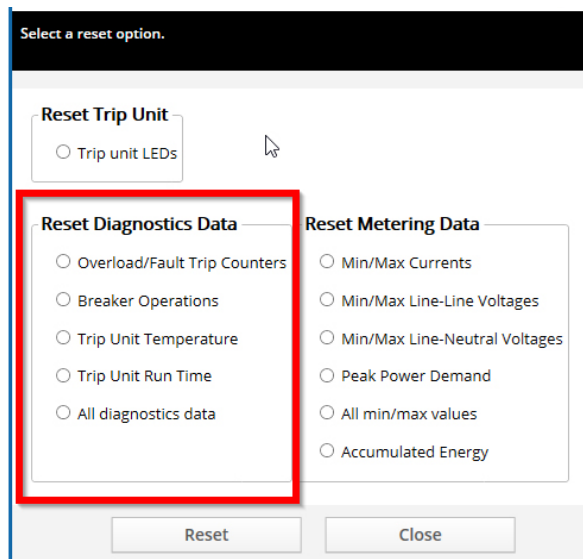 Select a reset option.
Reset Trip Unit
Trip unit LEDs
Reset Diagnostics Data
Overload/Fault Trip Counters
Breaker Operations
Trip Unit Temperature
Trip Unit Run Time
All diagnostics data
Reset Metering Data
Min/Max Currents
Min/Max Line-Line Voltages
Min/Max Line-Neutral Voltages
Peak Power Demand
All min/max values
Accumulated Energy
Reset
Close